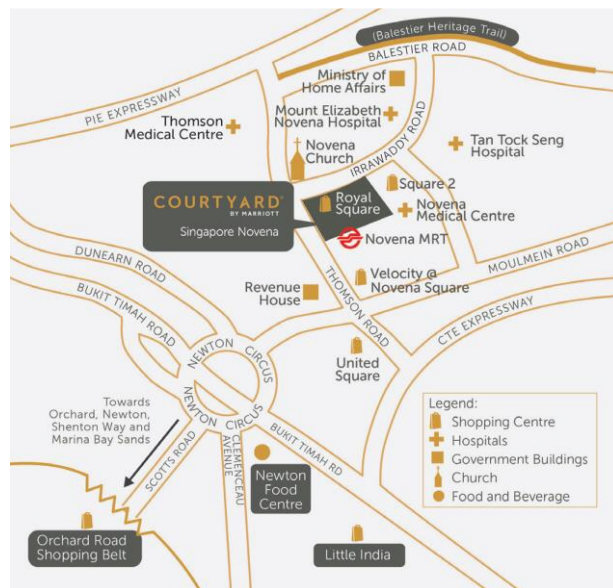 (Balestier Heritage Trail)
BALESTIER ROAD
PIE EXPRESSWAY
Ministry of
Home Affairs
Thomson
Medical Centre
Mount Elizabeth
Novena Hospital
IRRAWADDY ROAD
Tan Tock Seng
Hospital
Novena
Church
COURTYARD
BY MARRIOTT
Singapore Novena
Royal
Square
Square 2
Novena
Medical Centre
Novena MRT
DUNEARN ROAD
BUKIT TIMAH ROAD
THOMSON ROAD
MOULMEIN ROAD
Velocity @
Novena Square
Revenue
House
CTE EXPRESSWAY
NEWTON CIRCUS
United
Square
NEWTON CIRCUS
Towards
Orchard, Newton,
Shenton Way and
Marina Bay Sands
SCOTTS ROAD
CLEMENCEAU
AVENUE
BUKIT TIMAH RD
Newton
Food
Centre
Orchard Road
Shopping Belt
Little India
Legend:
Shopping Centre
Hospitals
Government Buildings
Church
Food and Beverage